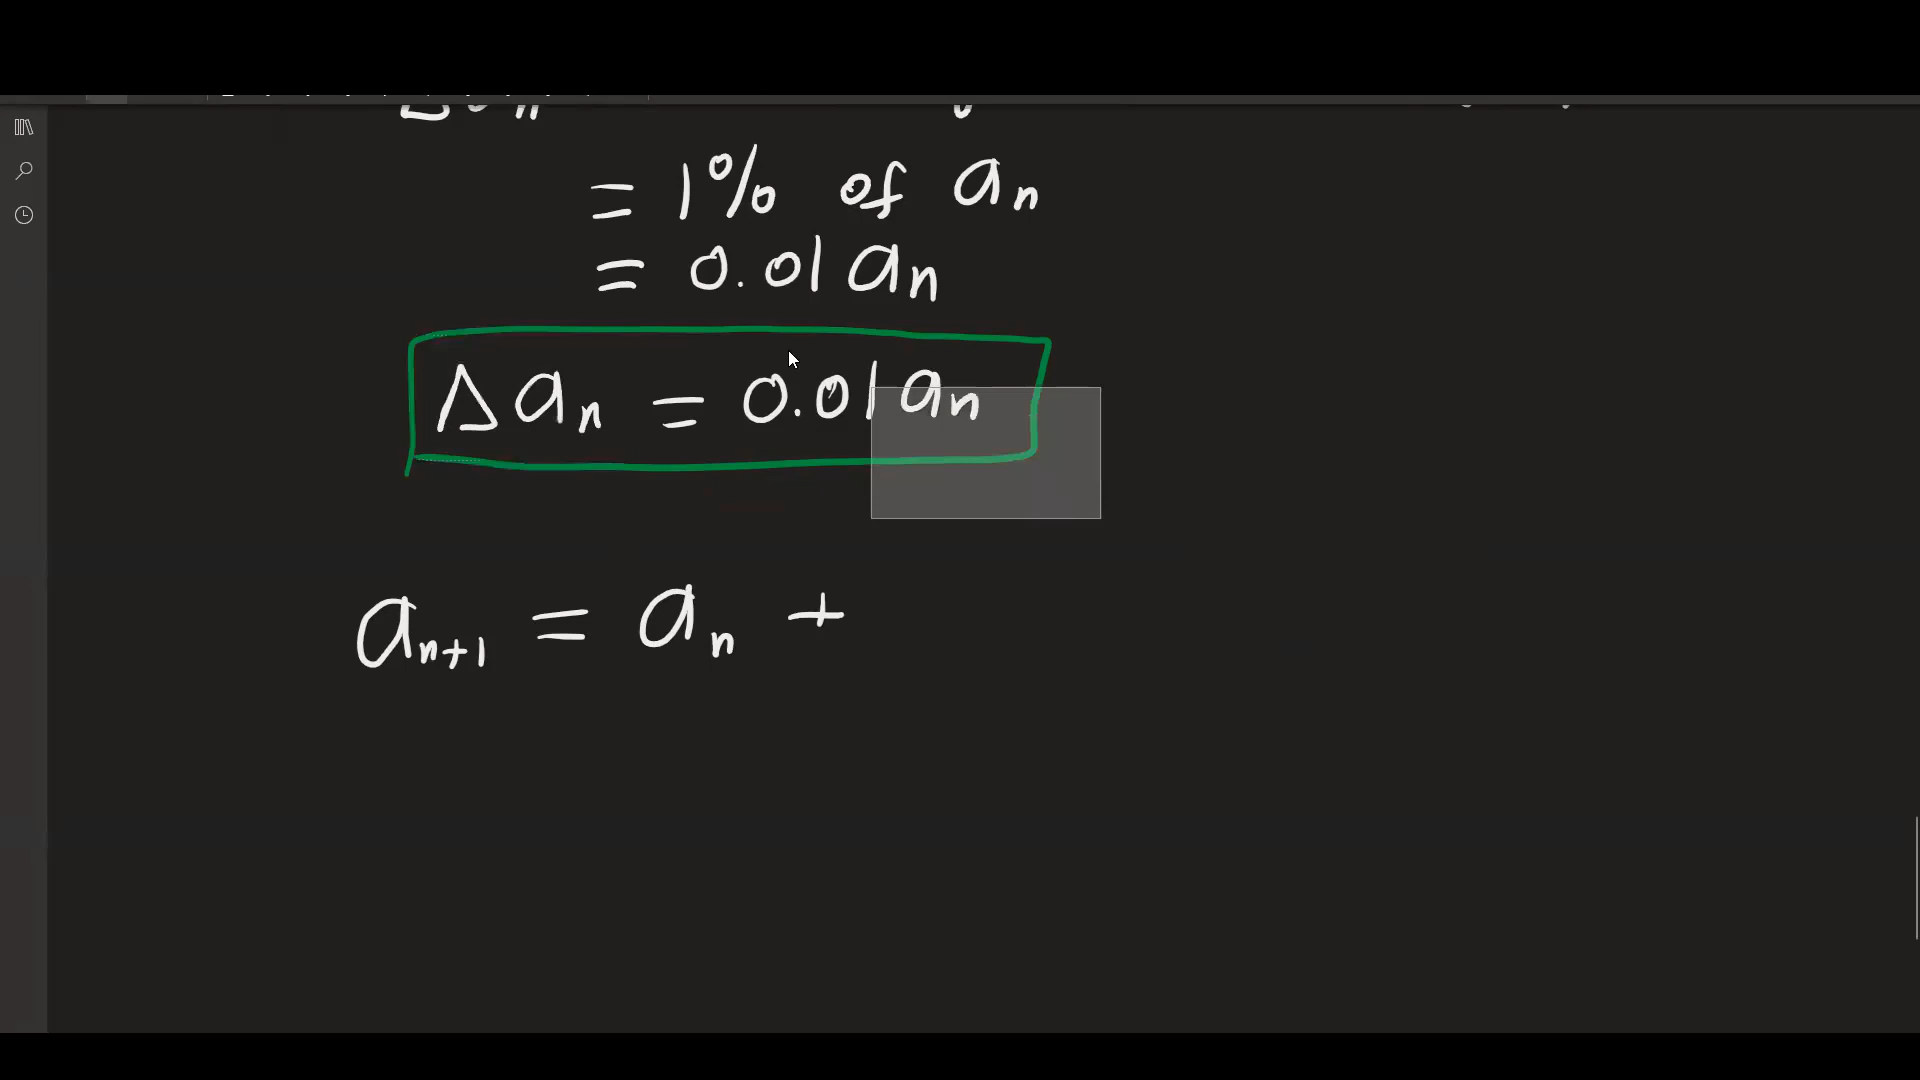 = 1% of aₙ
= 0.01 aₙ
Δaₙ = 0.01 aₙ
aₙ₊₁ = aₙ +